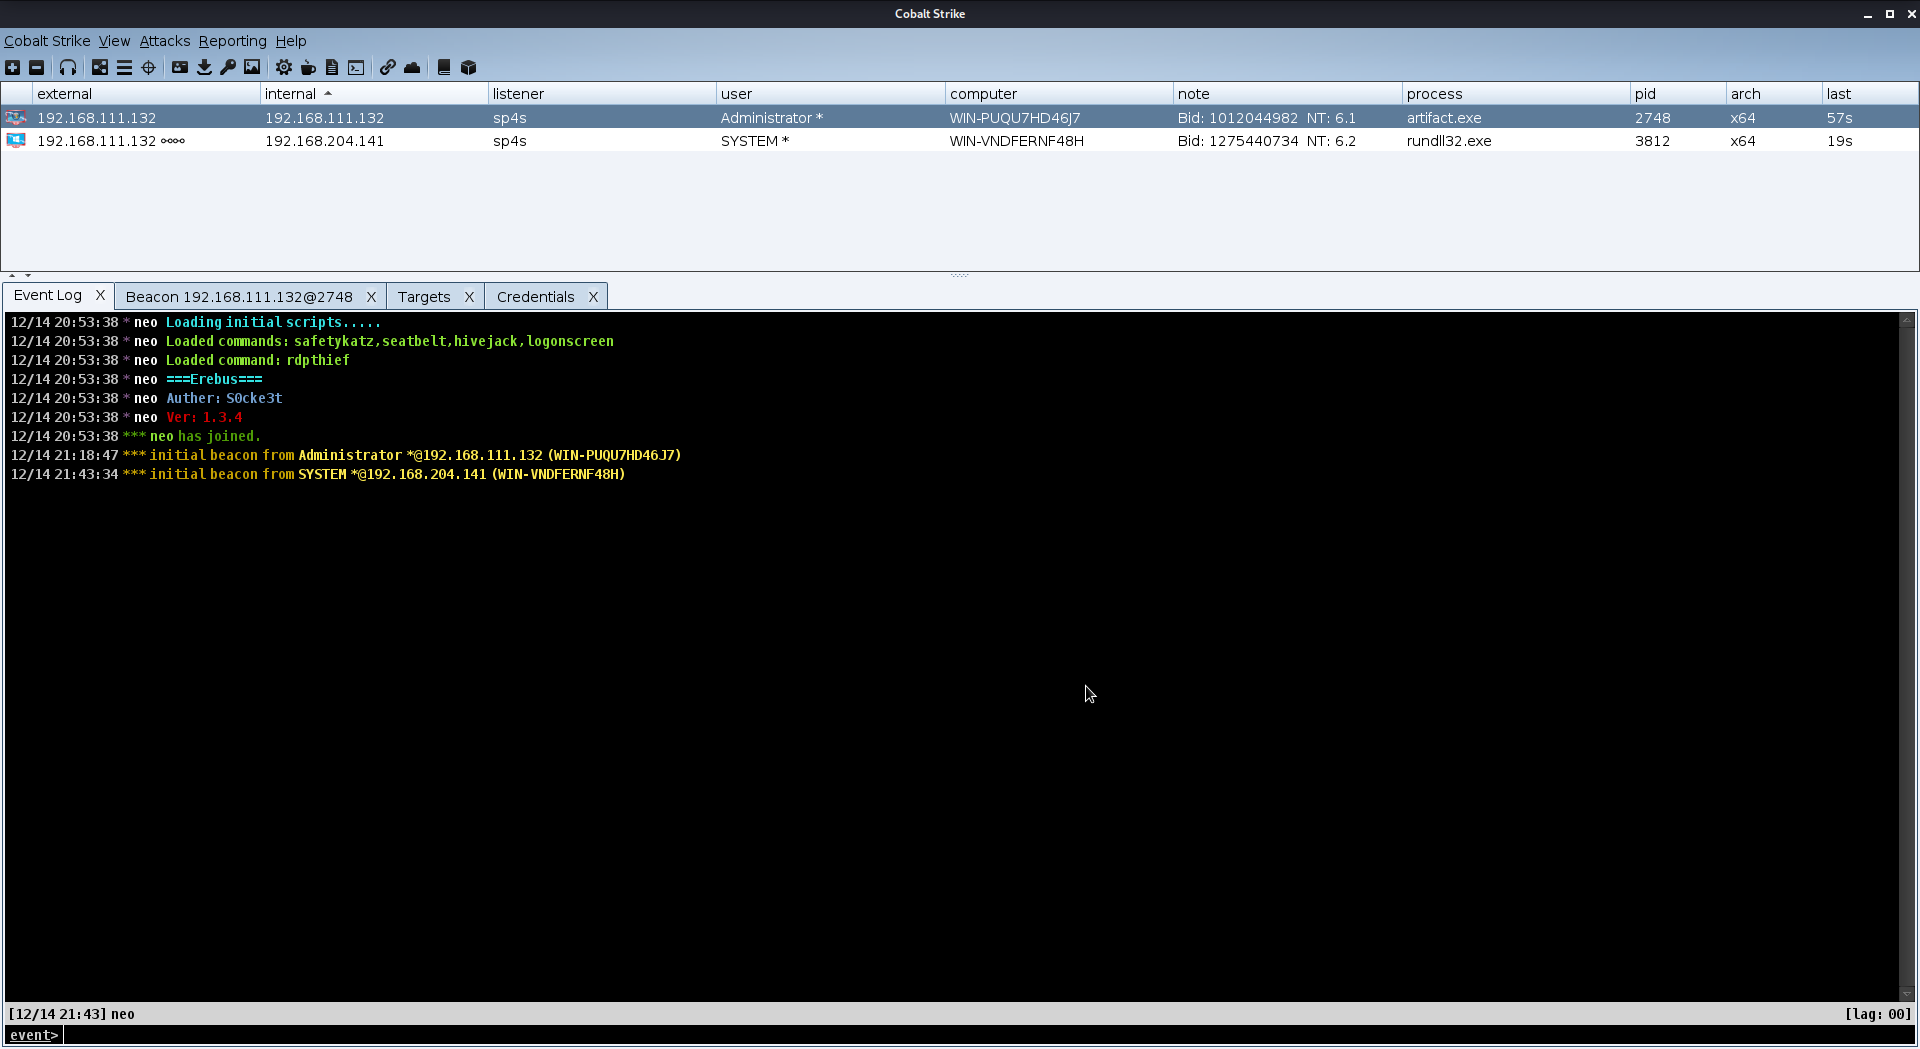 Cobalt Strike
Cobalt Strike View Attacks Reporting Help
external internal listener user computer note process pid arch last
192.168.111.132 192.168.111.132 sp4s Administrator * WIN-PUQU7HD46J7 Bid: 1012044982 NT: 6.1 artifact.exe 2748 x64 57s
192.168.111.132 192.168.204.141 sp4s SYSTEM * WIN-VNDFERNF48H Bid: 1275440734 NT: 6.2 rundll32.exe 3812 x64 19s
Event Log X Beacon 192.168.111.132@2748 X Targets X Credentials X
12/14 20:53:38 * neo Loading initial scripts.....
12/14 20:53:38 * neo Loaded commands: safetykatz,seatbelt,hivejack,logonscreen
12/14 20:53:38 * neo Loaded command: rdpthief
12/14 20:53:38 * neo ===Erebus===
12/14 20:53:38 * neo Auther: S0cke3t
12/14 20:53:38 * neo Ver: 1.3.4
12/14 20:53:38 *** neo has joined.
12/14 21:18:47 *** initial beacon from Administrator *@192.168.111.132 (WIN-PUQU7HD46J7)
12/14 21:43:34 *** initial beacon from SYSTEM *@192.168.204.141 (WIN-VNDFERNF48H)
[12/14 21:43] neo [lag: 00]
event>